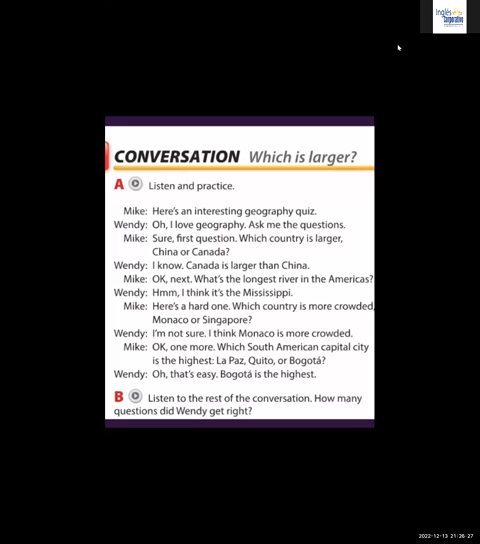 Inglés
Corporativo
CONVERSATION Which is larger?
A Listen and practice.
Mike: Here's an interesting geography quiz.
Wendy: Oh, I love geography. Ask me the questions.
Mike: Sure, first question. Which country is larger,
China or Canada?
Wendy: I know. Canada is larger than China.
Mike: OK, next. What's the longest river in the Americas?
Wendy: Hmm, I think it's the Mississippi.
Mike: Here's a hard one. Which country is more crowded,
Monaco or Singapore?
Wendy: I'm not sure. I think Monaco is more crowded.
Mike: OK, one more. Which South American capital city
is the highest: La Paz, Quito, or Bogotá?
Wendy: Oh, that's easy. Bogotá is the highest.
B Listen to the rest of the conversation. How many
questions did Wendy get right?
2022-12-13 21:26:27